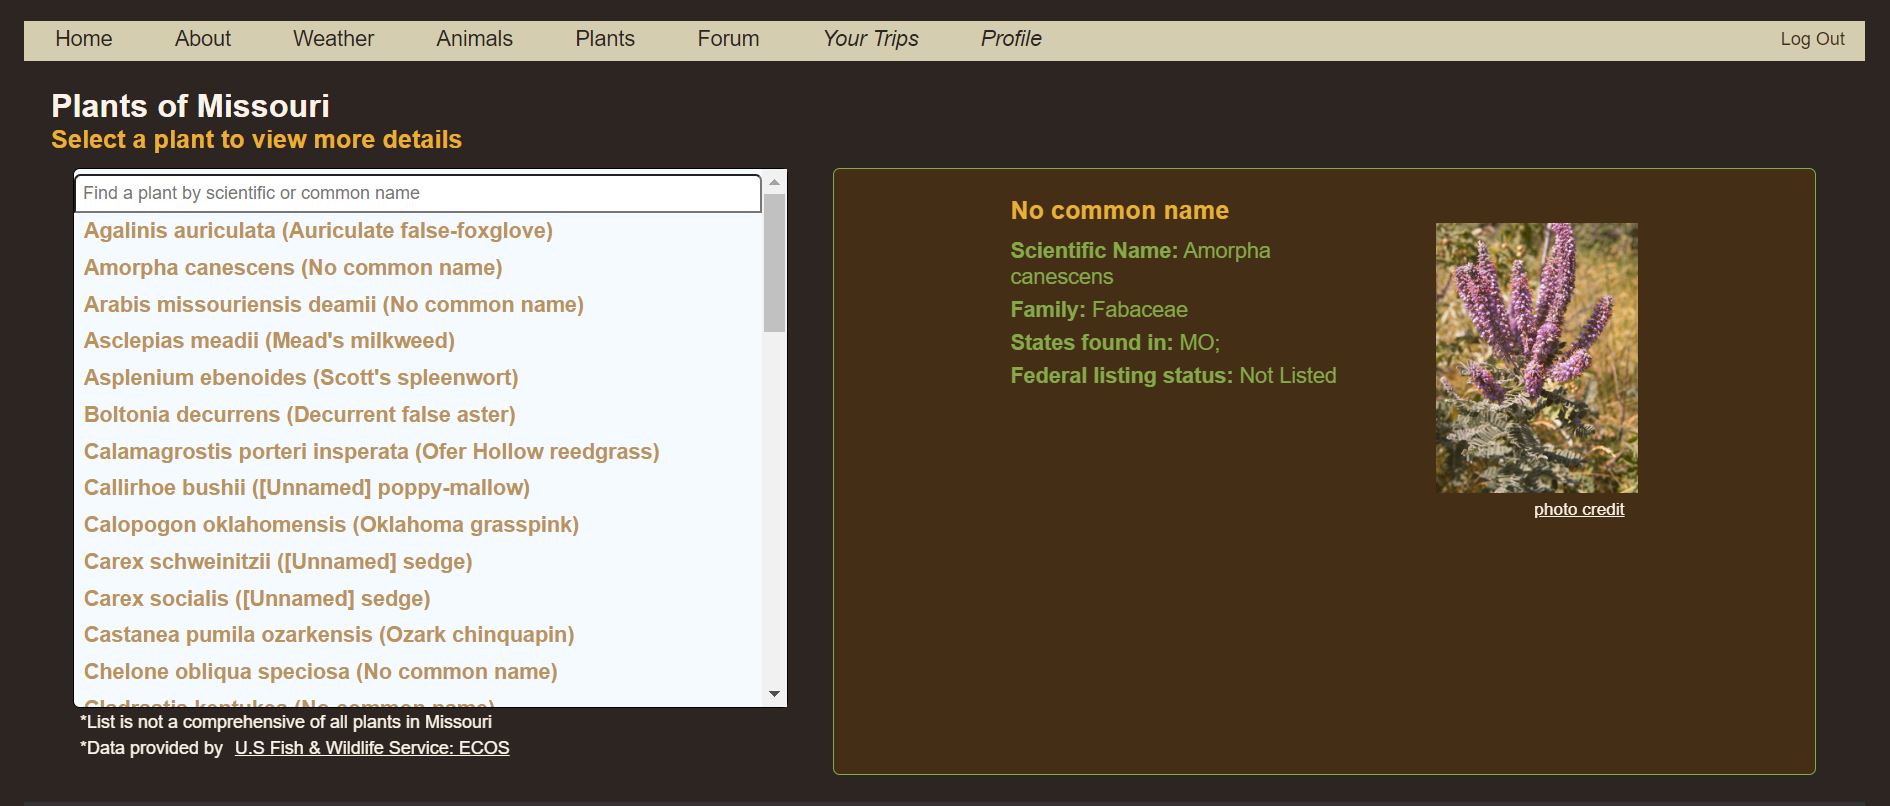 Home About Weather Animals Plants Forum Your Trips Profile Log Out
Plants of Missouri
Select a plant to view more details
Find a plant by scientific or common name
Agalinis auriculata (Auriculate false-foxglove)
Amorpha canescens (No common name)
Arabis missouriensis deamii (No common name)
Asclepias meadii (Mead's milkweed)
Asplenium ebenoides (Scott's spleenwort)
Boltonia decurrens (Decurrent false aster)
Calamagrostis porteri insperata (Ofer Hollow reedgrass)
Callirhoe bushii ([Unnamed] poppy-mallow)
Calopogon oklahomensis (Oklahoma grasspink)
Carex schweinitzii ([Unnamed] sedge)
Carex socialis ([Unnamed] sedge)
Castanea pumila ozarkensis (Ozark chinquapin)
Chelone obliqua speciosa (No common name)
Cladrastis kentukea (No common name)
*List is not a comprehensive of all plants in Missouri
*Data provided by U.S Fish & Wildlife Service: ECOS
No common name
Scientific Name: Amorpha
canescens
Family: Fabaceae
States found in: MO;
Federal listing status: Not Listed
photo credit